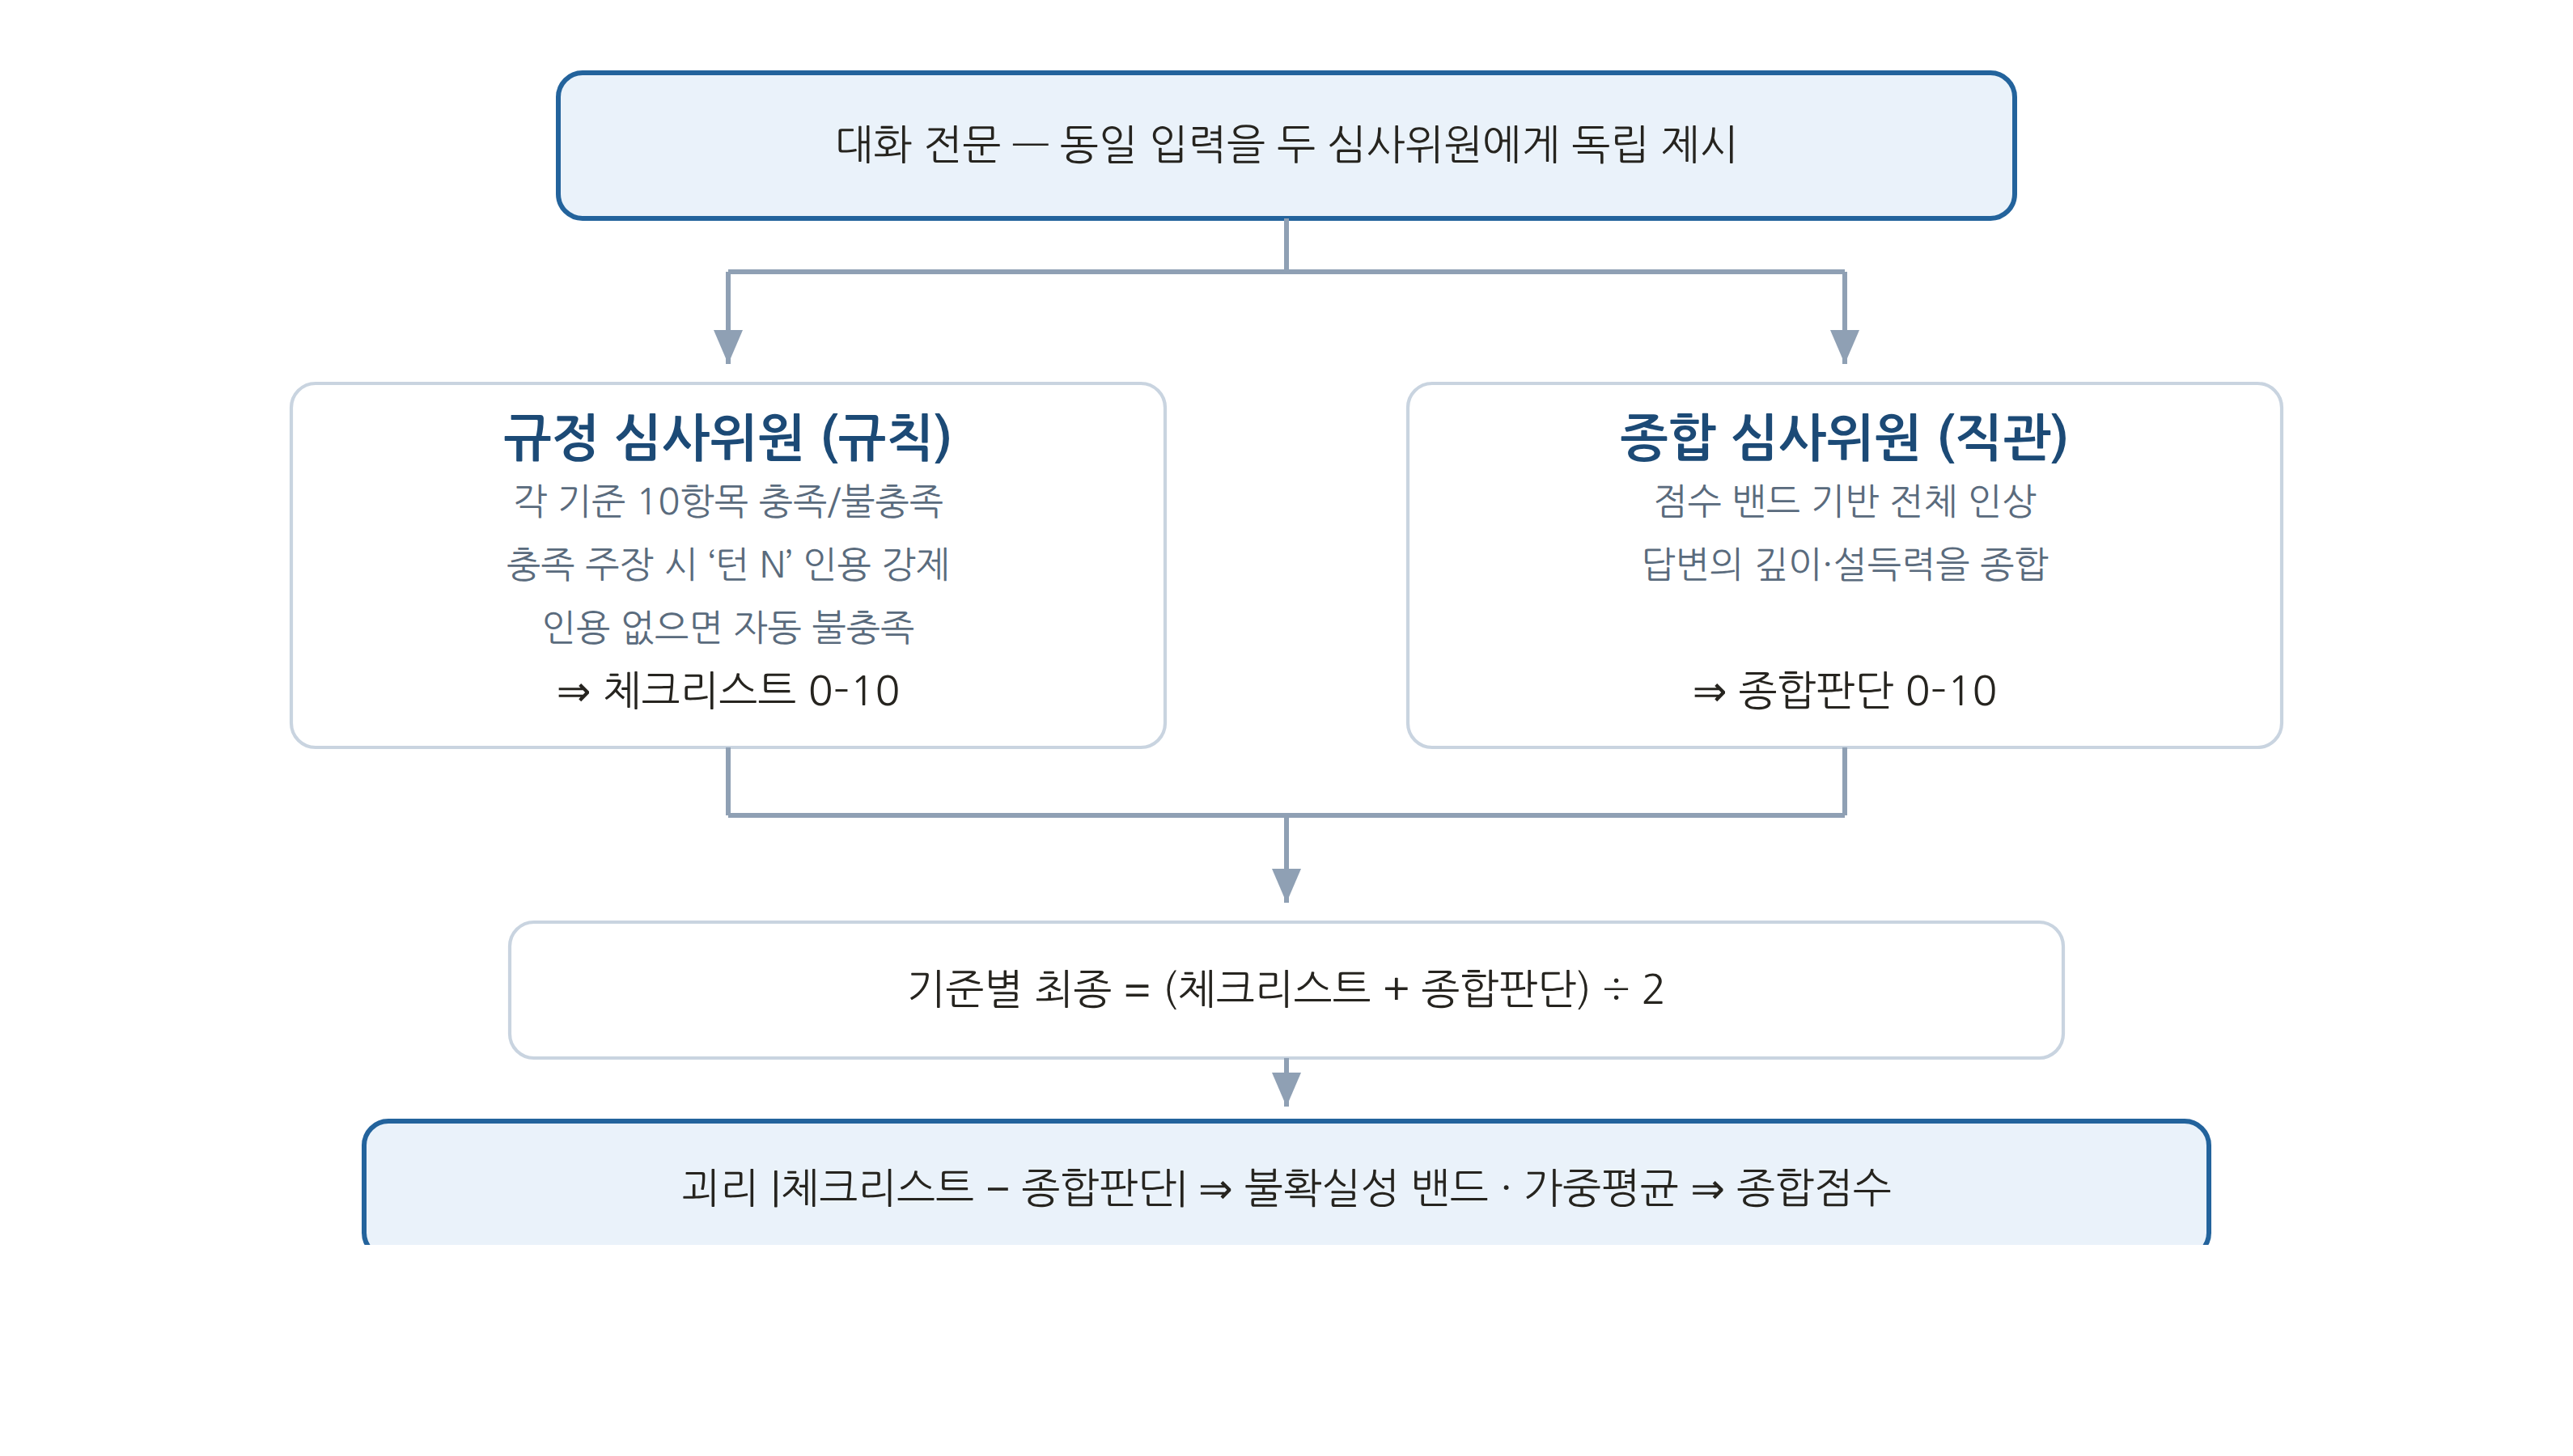 대화 전문 — 동일 입력을 두 심사위원에게 독립 제시
규정 심사위원 (규칙)
각 기준 10항목 충족/불충족
충족 주장 시 ‘턴 N’ 인용 강제
인용 없으면 자동 불충족
⇒ 체크리스트 0-10
종합 심사위원 (직관)
점수 밴드 기반 전체 인상
답변의 깊이·설득력을 종합
⇒ 종합판단 0-10
기준별 최종 = (체크리스트 + 종합판단) ÷ 2
괴리 |체크리스트 − 종합판단| ⇒ 불확실성 밴드 · 가중평균 ⇒ 종합점수